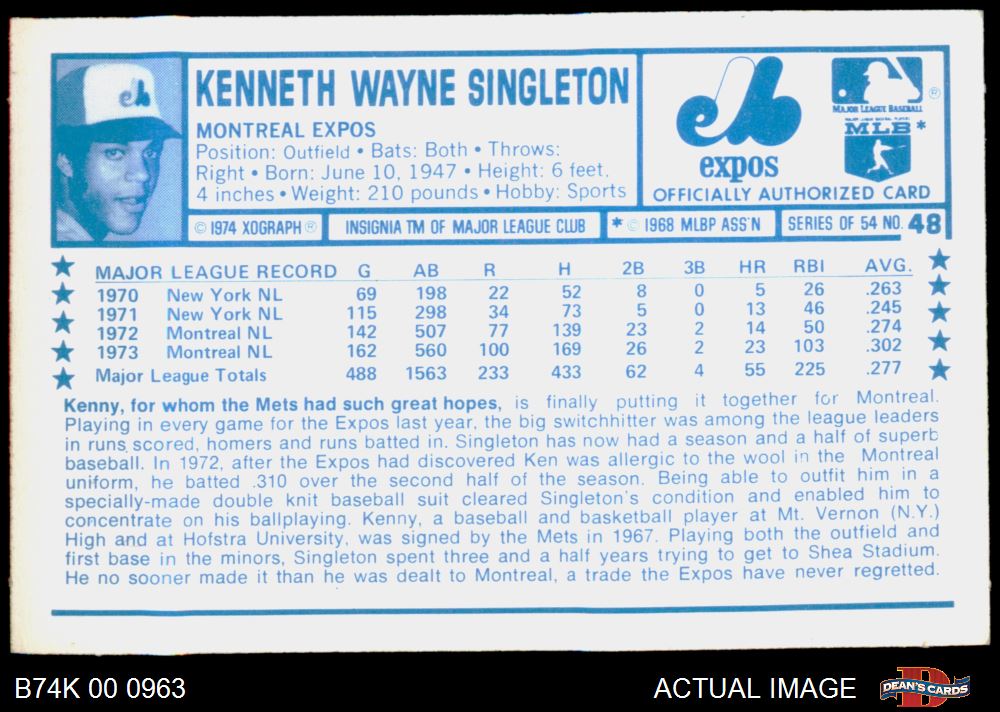 eb
KENNETH WAYNE SINGLETON
MONTREAL EXPOS
Position: Outfield • Bats: Both • Throws:
Right • Born: June 10, 1947 • Height: 6 feet.
4 inches • Weight: 210 pounds • Hobby: Sports
eb
expos
MAJOR LEAGUE BASEBALL ®
MLB *
OFFICIALLY AUTHORIZED CARD
© 1974 XOGRAPH ®
INSIGNIA TM OF MAJOR LEAGUE CLUB
* © 1968 MLBP ASS'N
SERIES OF 54 NO. 48
MAJOR LEAGUE RECORD G AB R H 2B 3B HR RBI AVG.
1970 New York NL 69 198 22 52 8 0 5 26 .263
1971 New York NL 115 298 34 73 5 0 13 46 .245
1972 Montreal NL 142 507 77 139 23 2 14 50 .274
1973 Montreal NL 162 560 100 169 26 2 23 103 .302
Major League Totals 488 1563 233 433 62 4 55 225 .277
Kenny, for whom the Mets had such great hopes, is finally putting it together for Montreal.
Playing in every game for the Expos last year, the big switchhitter was among the league leaders
in runs scored, homers and runs batted in. Singleton has now had a season and a half of superb
baseball. In 1972, after the Expos had discovered Ken was allergic to the wool in the Montreal
uniform, he batted .310 over the second half of the season. Being able to outfit him in a
specially-made double knit baseball suit cleared Singleton's condition and enabled him to
concentrate on his ballplaying. Kenny, a baseball and basketball player at Mt. Vernon (N.Y.)
High and at Hofstra University, was signed by the Mets in 1967. Playing both the outfield and
first base in the minors, Singleton spent three and a half years trying to get to Shea Stadium.
He no sooner made it than he was dealt to Montreal, a trade the Expos have never regretted.
B74K 00 0963
ACTUAL IMAGE
DEAN'S CARDS